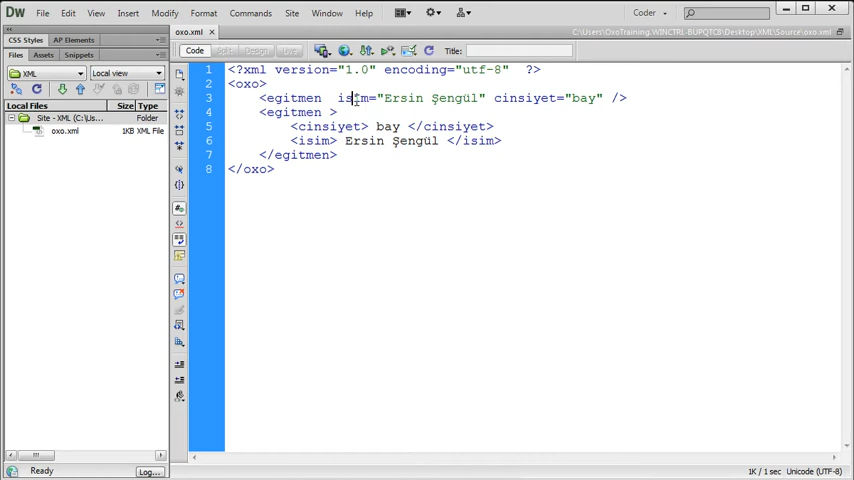 Dw File Edit View Insert Modify Format Commands Site Window Help Coder
oxo.xml × C:\Users\OxoTraining.WINCTRL-BUPQTCB\Desktop\XML\Source\oxo.xml
CSS Styles AP Elements
Code Split Design Live Title:
Files Assets Snippets
XML Local view
Local Files Size Type
Site - XML (C:\Us... Folder
oxo.xml 1KB XML File
1 <?xml version="1.0" encoding="utf-8" ?>
2 <oxo>
3 <egitmen isim="Ersin Şengül" cinsiyet="bay" />
4 <egitmen >
5 <cinsiyet> bay </cinsiyet>
6 <isim> Ersin Şengül </isim>
7 </egitmen>
8 </oxo>
Ready Log...
1K / 1 sec Unicode (UTF-8)